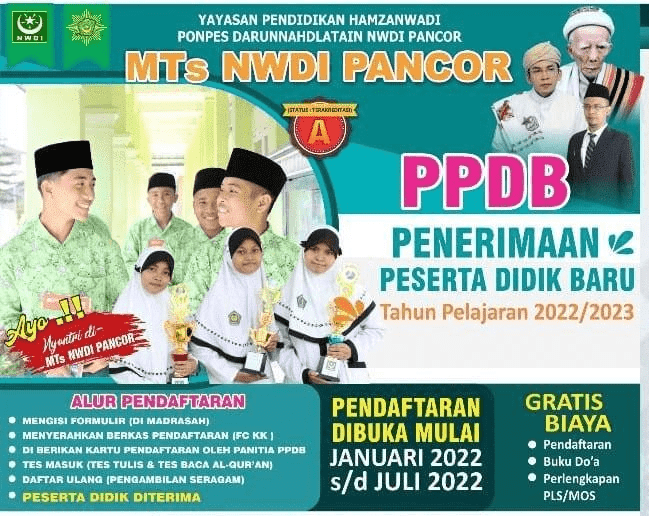 NWDI
YAYASAN PENDIDIKAN HAMZANWADI
PONPES DARUNNAHDLATAIN NWDI PANCOR
MTs NWDI PANCOR
(STATUS : TERAKREDITASI)
A
PPDB
PENERIMAAN
PESERTA DIDIK BARU
Tahun Pelajaran 2022/2023
Ayo !!
Nyantri di-
MTs NWDI PANCOR
ALUR PENDAFTARAN
• MENGISI FORMULIR (DI MADRASAH)
• MENYERAHKAN BERKAS PENDAFTARAN (FC KK )
• DI BERIKAN KARTU PENDAFTARAN OLEH PANITIA PPDB
• TES MASUK (TES TULIS & TES BACA AL-QUR'AN)
• DAFTAR ULANG (PENGAMBILAN SERAGAM)
• PESERTA DIDIK DITERIMA
PENDAFTARAN
DIBUKA MULAI
JANUARI 2022
s/d JULI 2022
GRATIS
BIAYA
• Pendaftaran
• Buku Do'a
• Perlengkapan
PLS/MOS